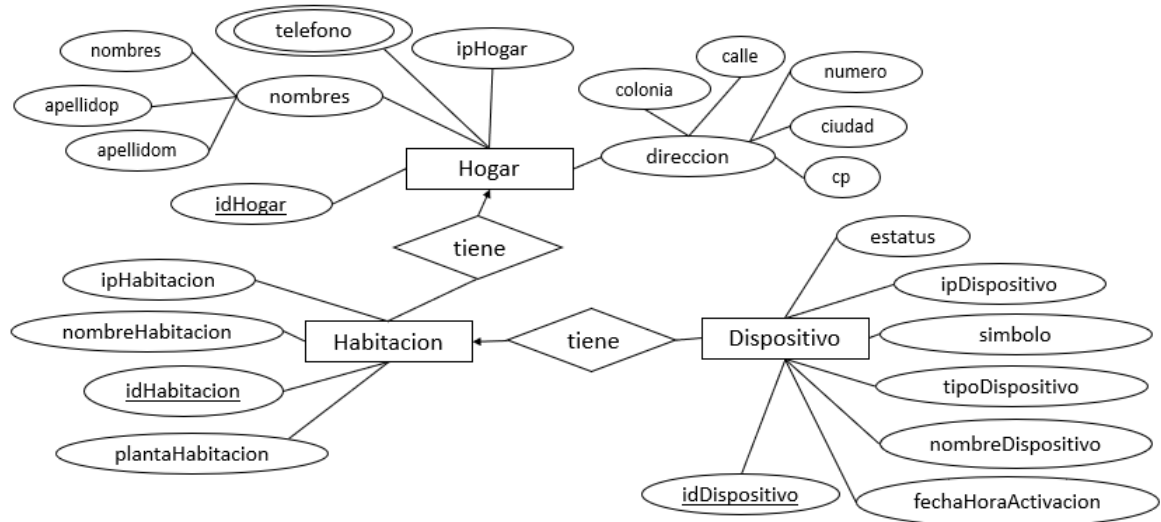 telefono
nombres
ipHogar
calle
numero
colonia
apellidop
nombres
ciudad
apellidom
direccion
Hogar
cp
idHogar
tiene
estatus
ipHabitacion
ipDispositivo
nombreHabitacion
Habitacion
tiene
Dispositivo
simbolo
idHabitacion
tipoDispositivo
plantaHabitacion
nombreDispositivo
idDispositivo
fechaHoraActivacion